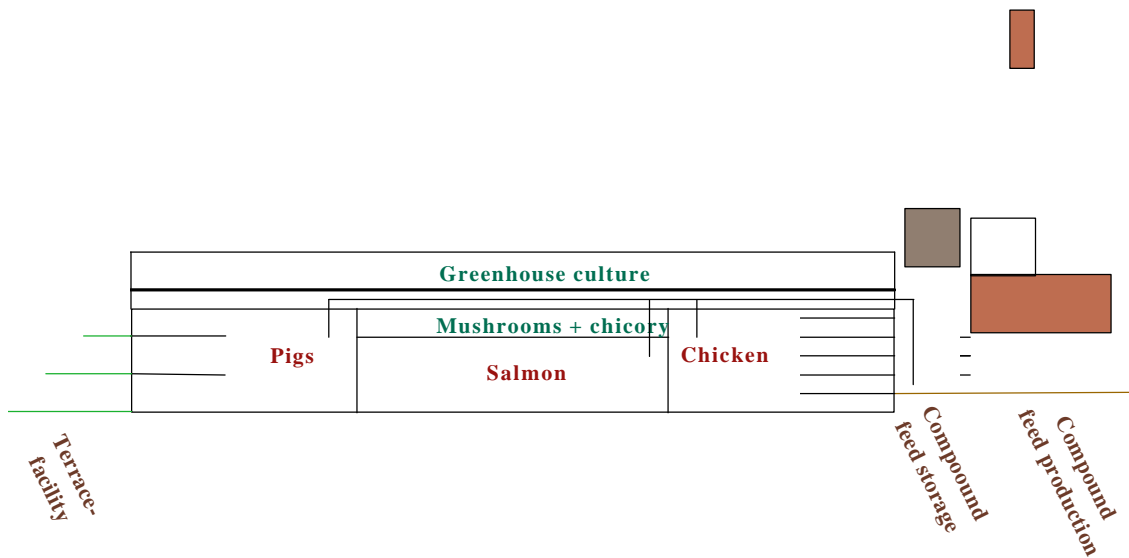 Greenhouse culture
Mushrooms + chicory
Pigs
Chicken
Salmon
Terrace-
facility
Compoound
feed storage
Compound
feed production